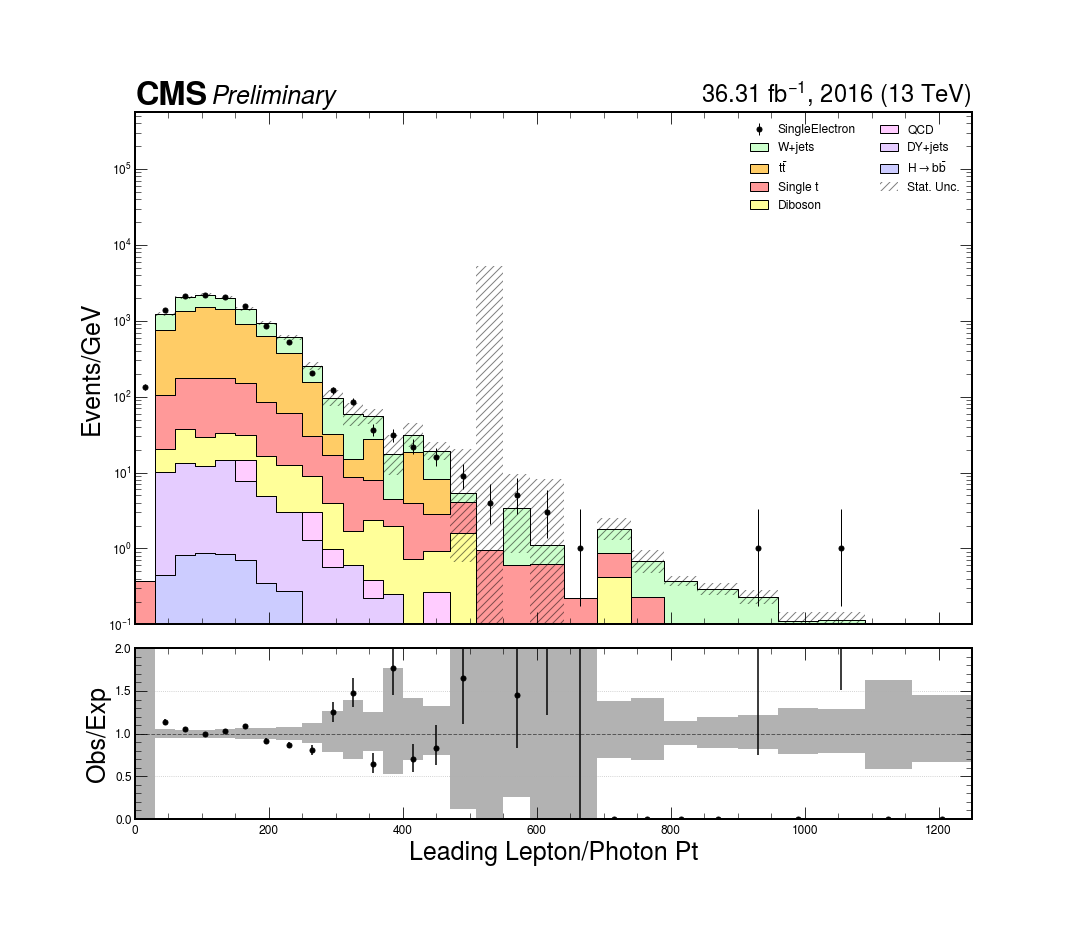 CMS Preliminary
36.31 fb⁻¹, 2016 (13 TeV)
SingleElectron
W+jets
tt̄
Single t
Diboson
QCD
DY+jets
H→bb̄
Stat. Unc.
Events/GeV
10⁵
10⁴
10³
10²
10¹
10⁰
10⁻¹
Obs/Exp
2.0
1.5
1.0
0.5
0.0
0 200 400 600 800 1000 1200
Leading Lepton/Photon Pt